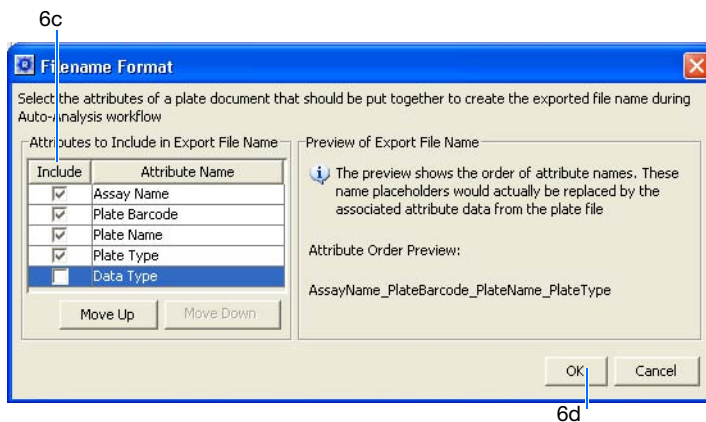 6c
Filename Format
Select the attributes of a plate document that should be put together to create the exported file name during
Auto-Analysis workflow
Attributes to Include in Export File Name
Include Attribute Name
Assay Name
Plate Barcode
Plate Name
Plate Type
Data Type
Move Up Move Down
Preview of Export File Name
The preview shows the order of attribute names. These
name placeholders would actually be replaced by the
associated attribute data from the plate file
Attribute Order Preview:
AssayName_PlateBarcode_PlateName_PlateType
OK Cancel
6d